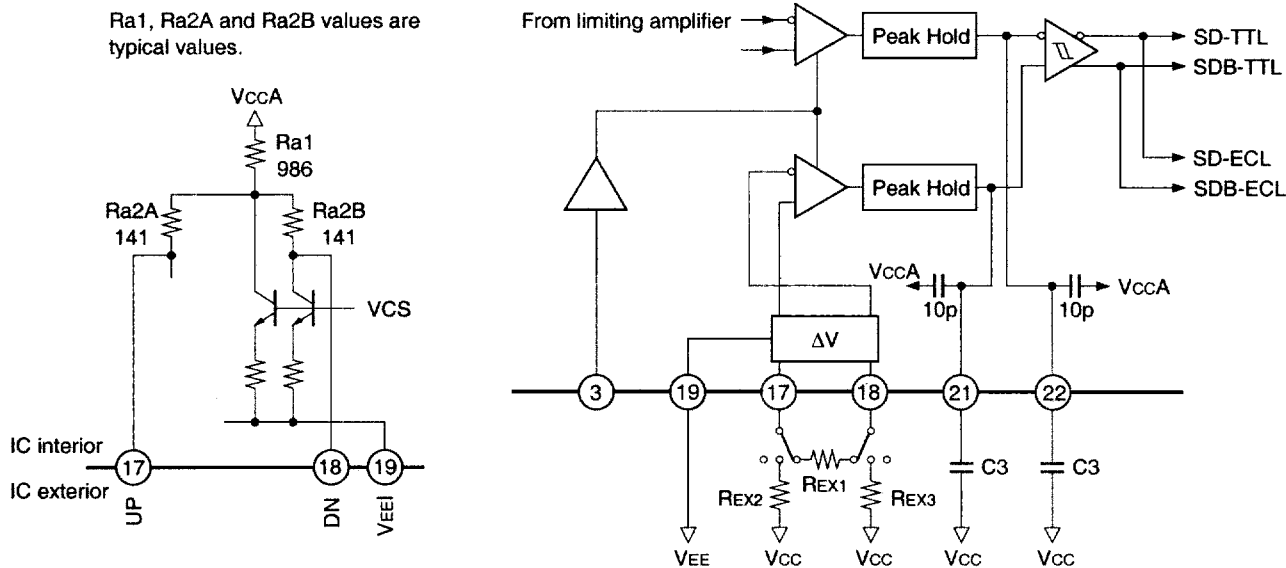 Ra1, Ra2A and Ra2B values are
typical values.
VCCA
Ra1
986
Ra2A
141
Ra2B
141
VCS
IC interior
IC exterior
17
18
19
UP
DN
VEEI
From limiting amplifier
Peak Hold
SD-TTL
SDB-TTL
SD-ECL
SDB-ECL
Peak Hold
VCCA
10p
VCCA
10p
ΔV
3
19
17
18
21
22
REX1
REX2
REX3
C3
C3
VEE
VCC
VCC
VCC
VCC